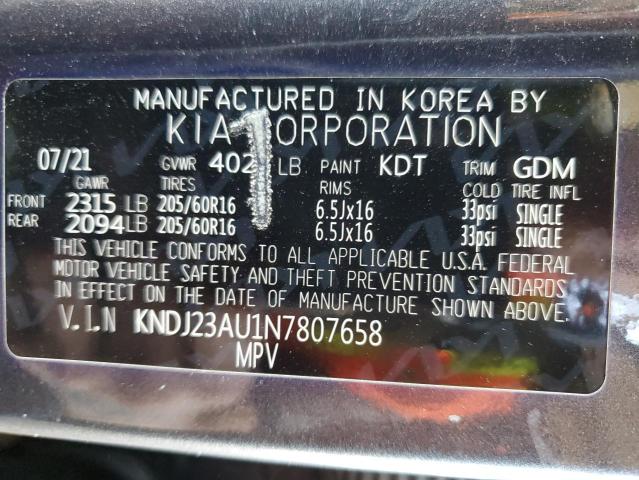 MANUFACTURED IN KOREA BY
KIA 1 ORPORATION
07/21 GVWR 402 LB PAINT KDT TRIM GDM
GAWR TIRES RIMS COLD TIRE INFL
FRONT 2315 LB 205/60R16 6.5Jx16 33psi SINGLE
REAR 2094LB 205/60R16 6.5Jx16 33psi SINGLE
THIS VEHICLE CONFORMS TO ALL APPLICABLE U.S.A. FEDERAL
MOTOR VEHICLE SAFETY AND THEFT PREVENTION STANDARDS
IN EFFECT ON THE DATE OF MANUFACTURE SHOWN ABOVE.
V.I.N KNDJ23AU1N7807658
MPV